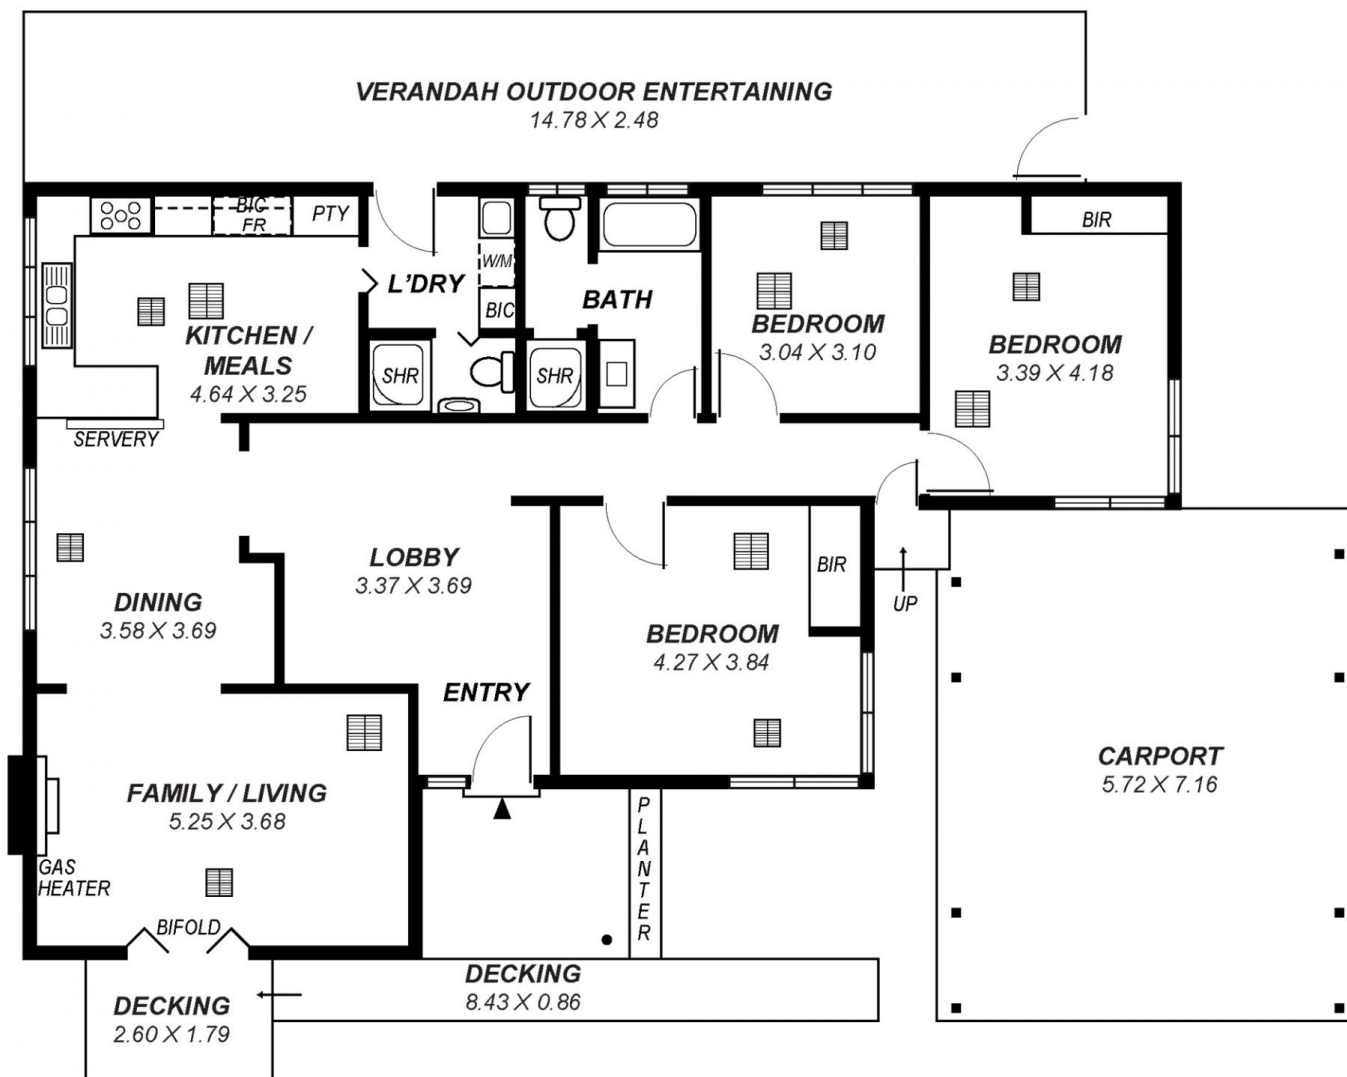 VERANDAH OUTDOOR ENTERTAINING
14.78 X 2.48
BIC
FR
PTY
L'DRY
W/M
BIC
KITCHEN /
MEALS
4.64 X 3.25
SERVERY
SHR
SHR
BATH
BEDROOM
3.04 X 3.10
BIR
BEDROOM
3.39 X 4.18
DINING
3.58 X 3.69
LOBBY
3.37 X 3.69
ENTRY
BEDROOM
4.27 X 3.84
BIR
UP
CARPORT
5.72 X 7.16
FAMILY / LIVING
5.25 X 3.68
GAS
HEATER
BIFOLD
PLANTER
DECKING
8.43 X 0.86
DECKING
2.60 X 1.79